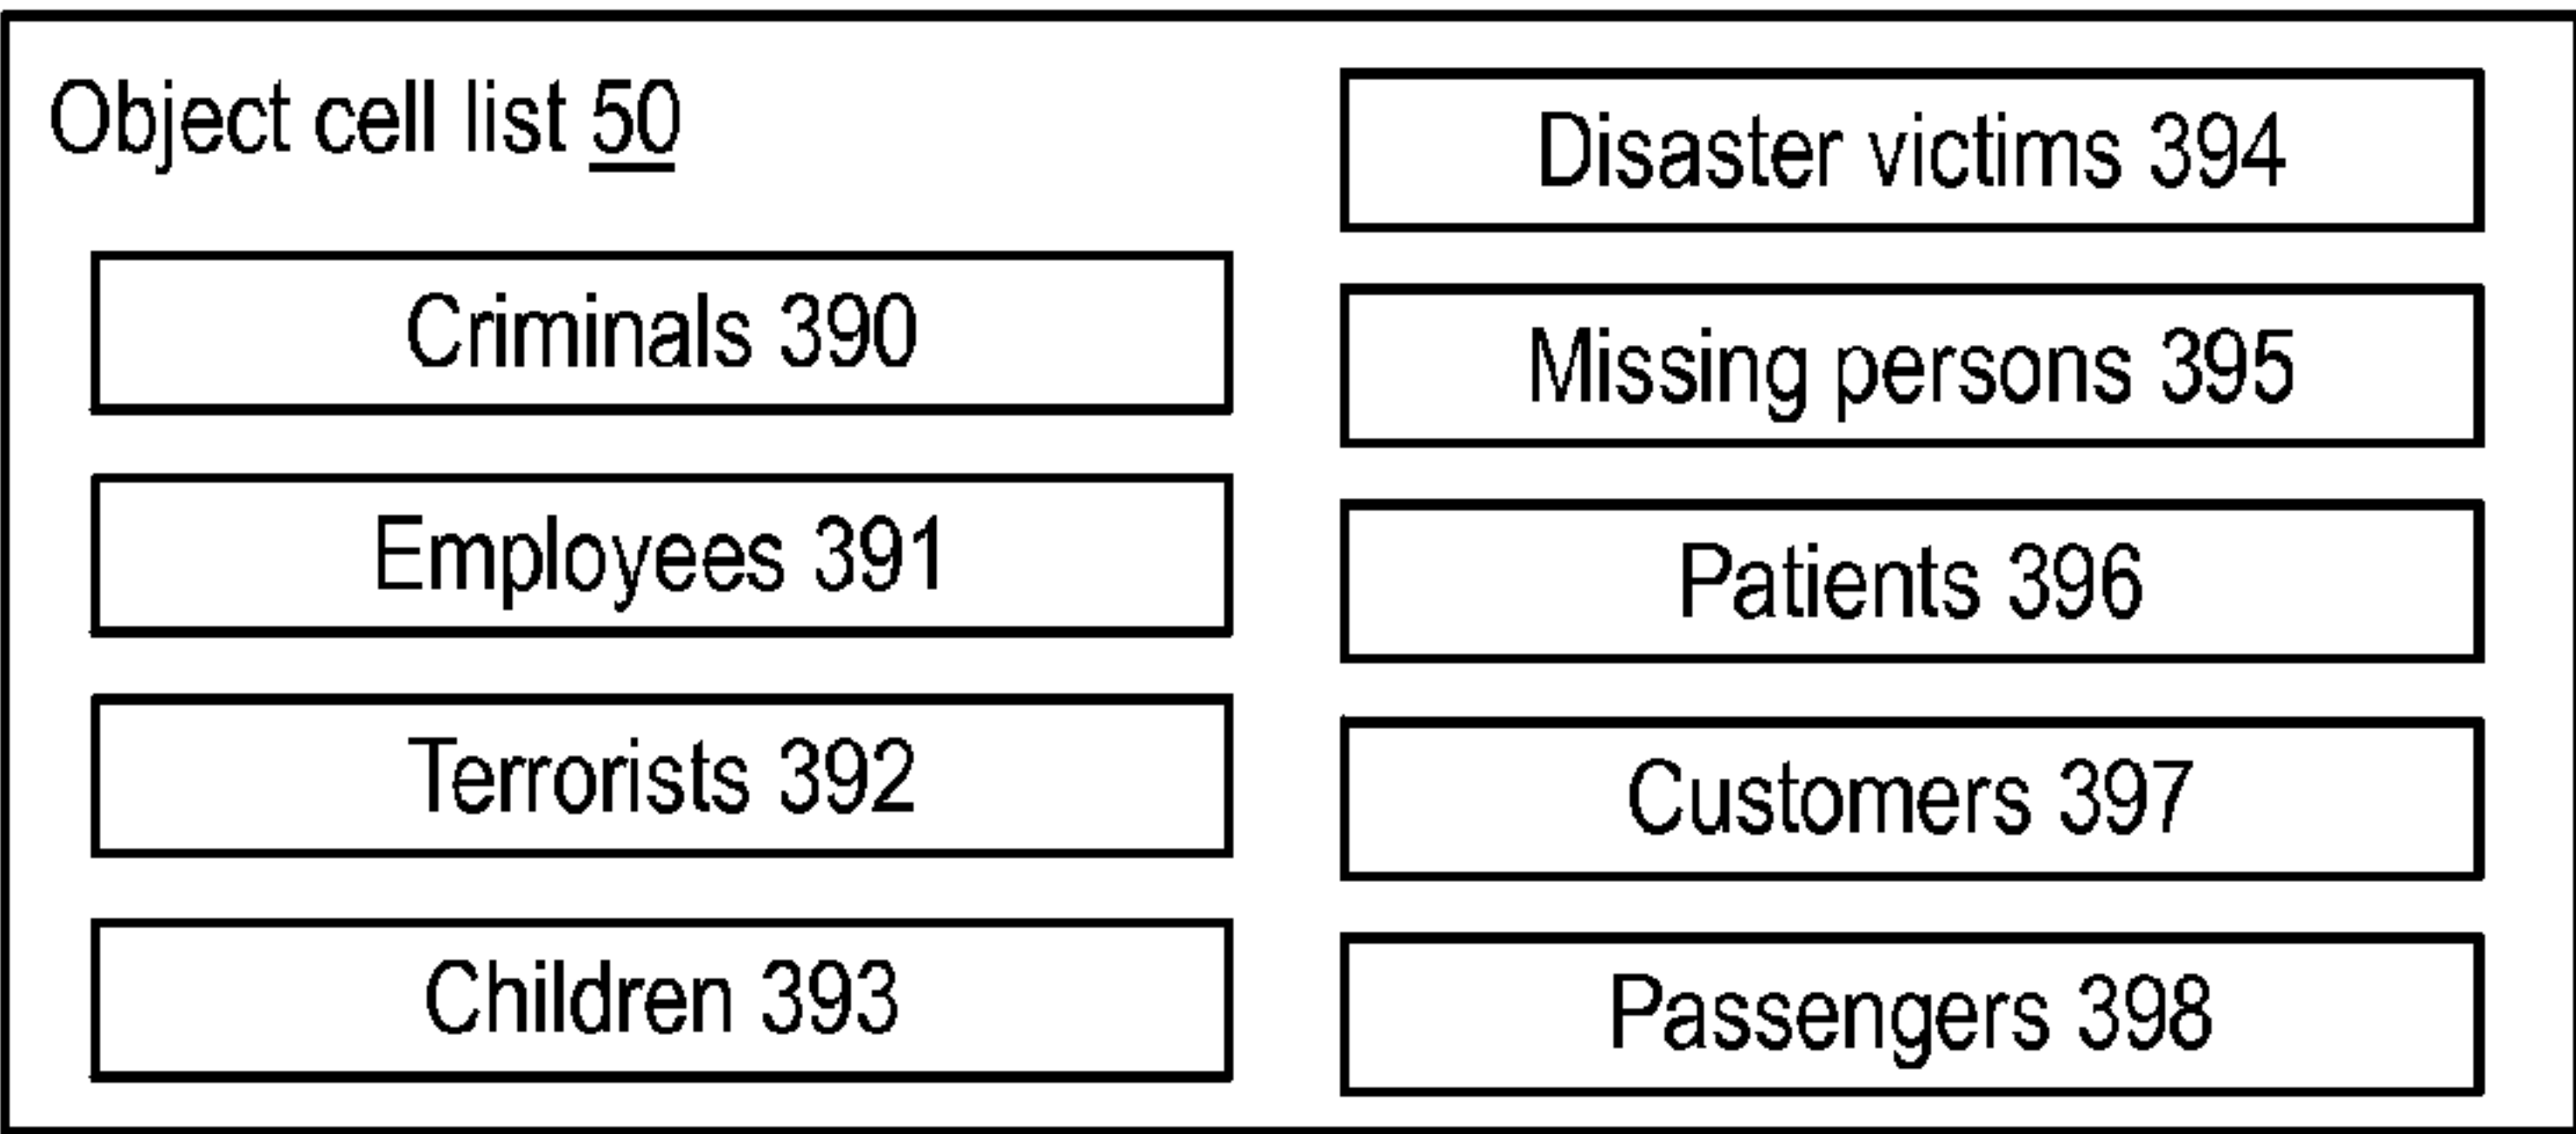 Object cell list 50
Criminals 390
Employees 391
Terrorists 392
Children 393
Disaster victims 394
Missing persons 395
Patients 396
Customers 397
Passengers 398